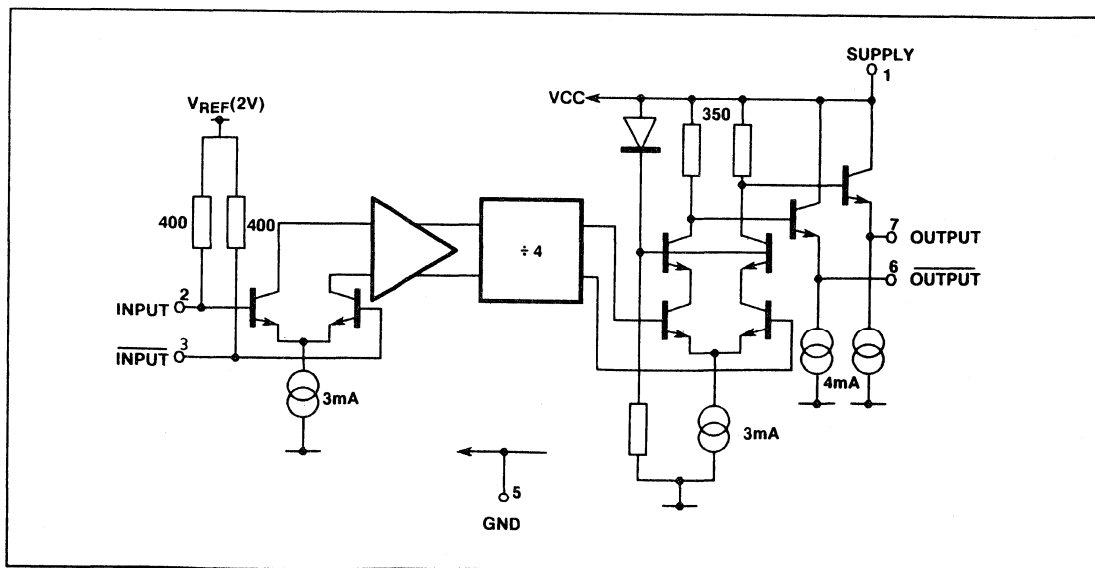 SUPPLY
1
VREF(2V)
VCC
350
400
400
÷ 4
7
OUTPUT
6
OUTPUT
2
INPUT
3
INPUT
3mA
4mA
3mA
5
GND